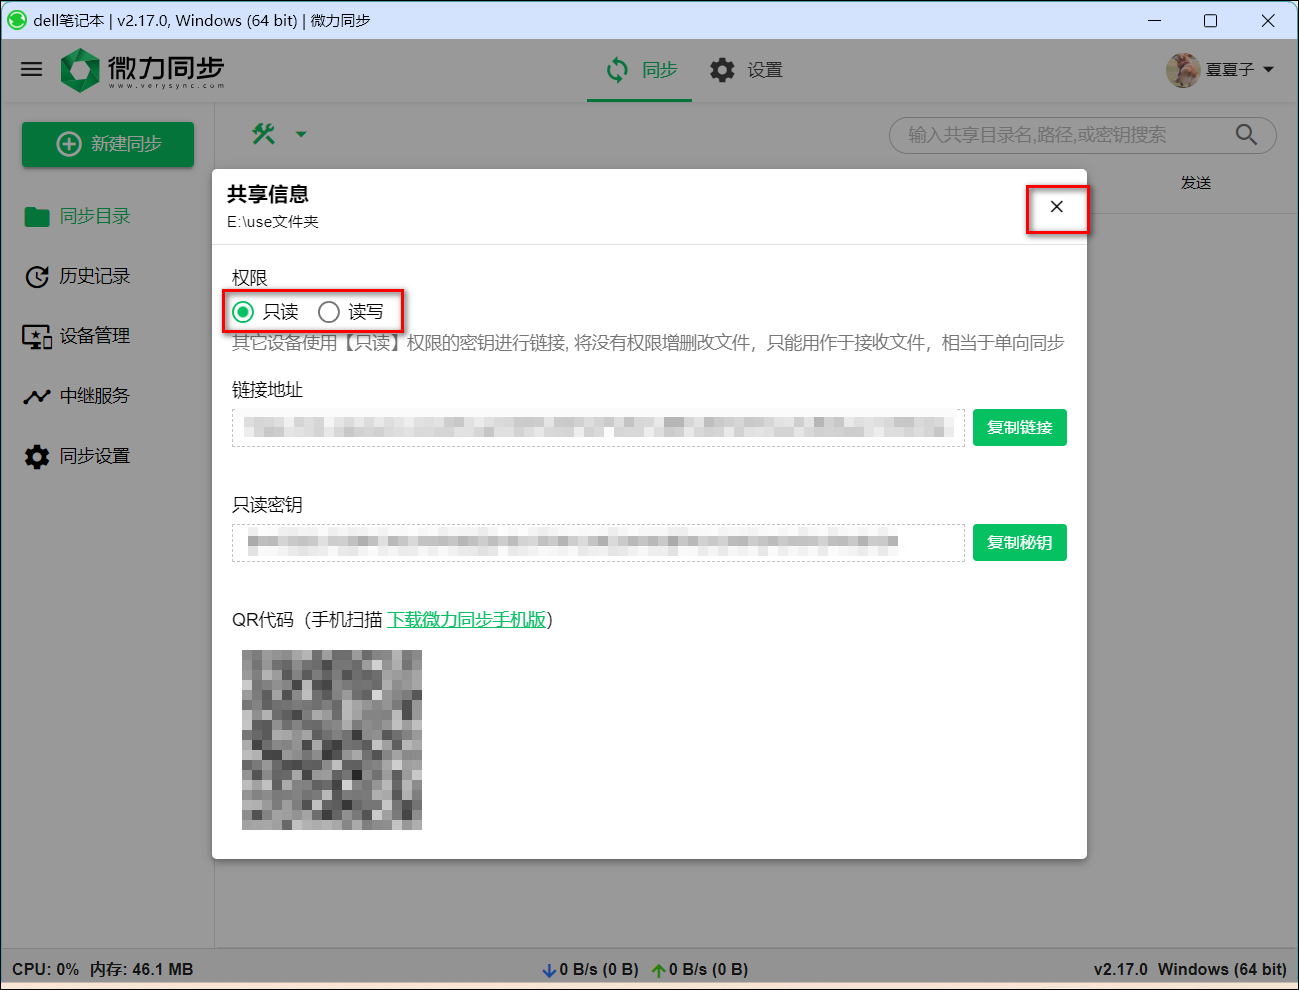 dell笔记本 | v2.17.0, Windows (64 bit) | 微力同步
微力同步
www.verysync.com
同步
设置
夏夏子
新建同步
输入共享目录名,路径,或密钥搜索
发送
同步目录
历史记录
设备管理
中继服务
同步设置
共享信息
E:\use文件夹
权限
只读 读写
其它设备使用【只读】权限的密钥进行链接, 将没有权限增删改文件，只能用作于接收文件，相当于单向同步
链接地址
复制链接
只读密钥
复制秘钥
QR代码（手机扫描 下载微力同步手机版)
CPU: 0% 内存: 46.1 MB
0 B/s (0 B) 0 B/s (0 B)
v2.17.0 Windows (64 bit)